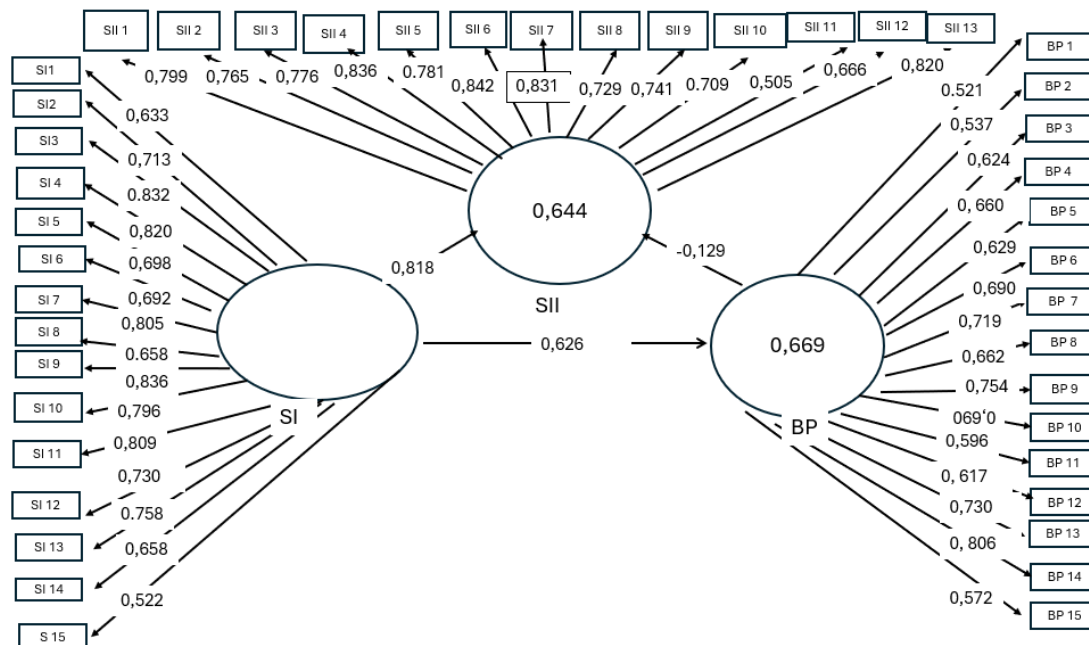 SII 1
SII 2
SII 3
SII 4
SII 5
SII 6
SII 7
SII 8
SII 9
SII 10
SII 11
SII 12
SII 13
0,799
0,765
0,776
0,836
0,781
0,842
0,831
0,729
0,741
0.709
0,505
0,666
0,820
SI1
SI2
SI3
SI 4
SI 5
SI 6
SI 7
SI 8
SI 9
SI 10
SI 11
SI 12
SI 13
SI 14
S 15
0,633
0,713
0.832
0,820
0,698
0,692
0,805
0.658
0,836
0,796
0,809
0,730
0.758
0,658
0,522
0,644
SII
0,818
-0,129
0,626
SI
0,669
BP
0.521
0,537
0,624
0, 660
0,629
0,690
0,719
0,662
0,754
069‘0
0,596
0, 617
0,730
0, 806
0,572
BP 1
BP 2
BP 3
BP 4
BP 5
BP 6
BP 7
BP 8
BP 9
BP 10
BP 11
BP 12
BP 13
BP 14
BP 15